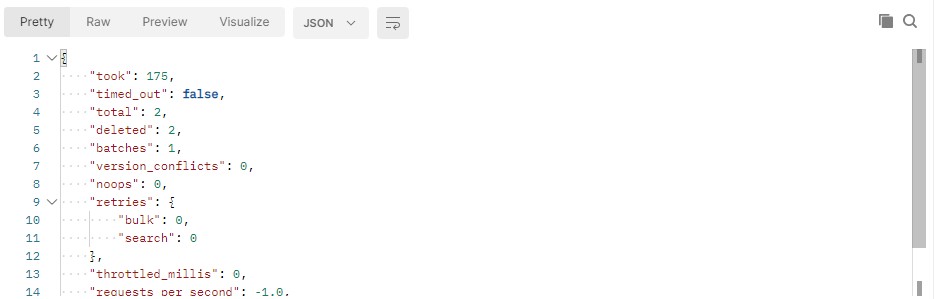 Pretty Raw Preview Visualize JSON
1 {
2 "took": 175,
3 "timed_out": false,
4 "total": 2,
5 "deleted": 2,
6 "batches": 1,
7 "version_conflicts": 0,
8 "noops": 0,
9 "retries": {
10 "bulk": 0,
11 "search": 0
12 },
13 "throttled_millis": 0,
14 "requests_per_second": -1.0,